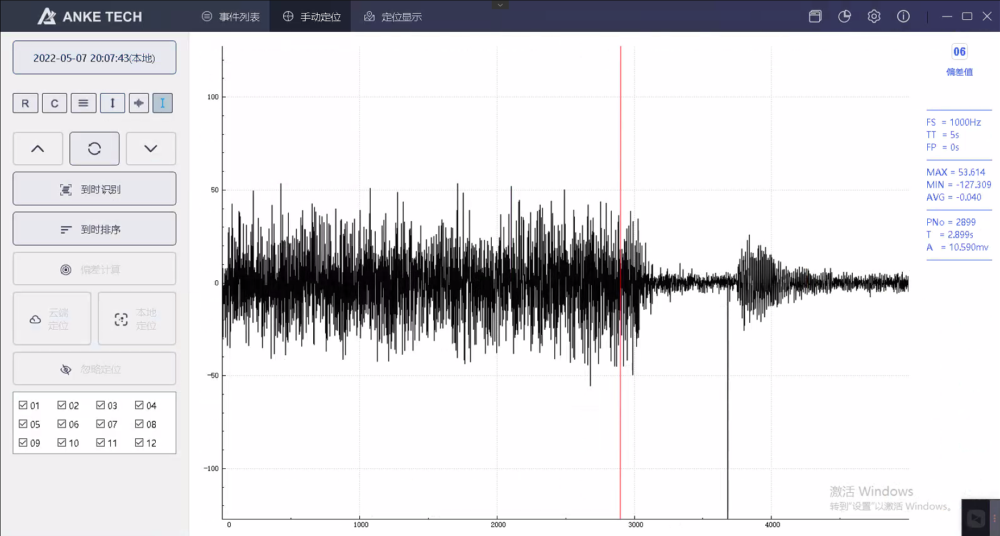 ANKE TECH
事件列表
手动定位
定位显示
2022-05-07 20:07:43(本地)
R C
到时识别
到时排序
偏差计算
云端
定位
本地
定位
忽略定位
01 02 03 04
05 06 07 08
09 10 11 12
100
50
0
-50
-100
0 1000 2000 3000 4000
06
偏差值
FS = 1000Hz
TT = 5s
FP = 0s
MAX = 53.614
MIN = -127.309
AVG = -0.040
PNo = 2899
T = 2.899s
A = 10.590mv
激活 Windows
转到“设置”以激活 Windows。